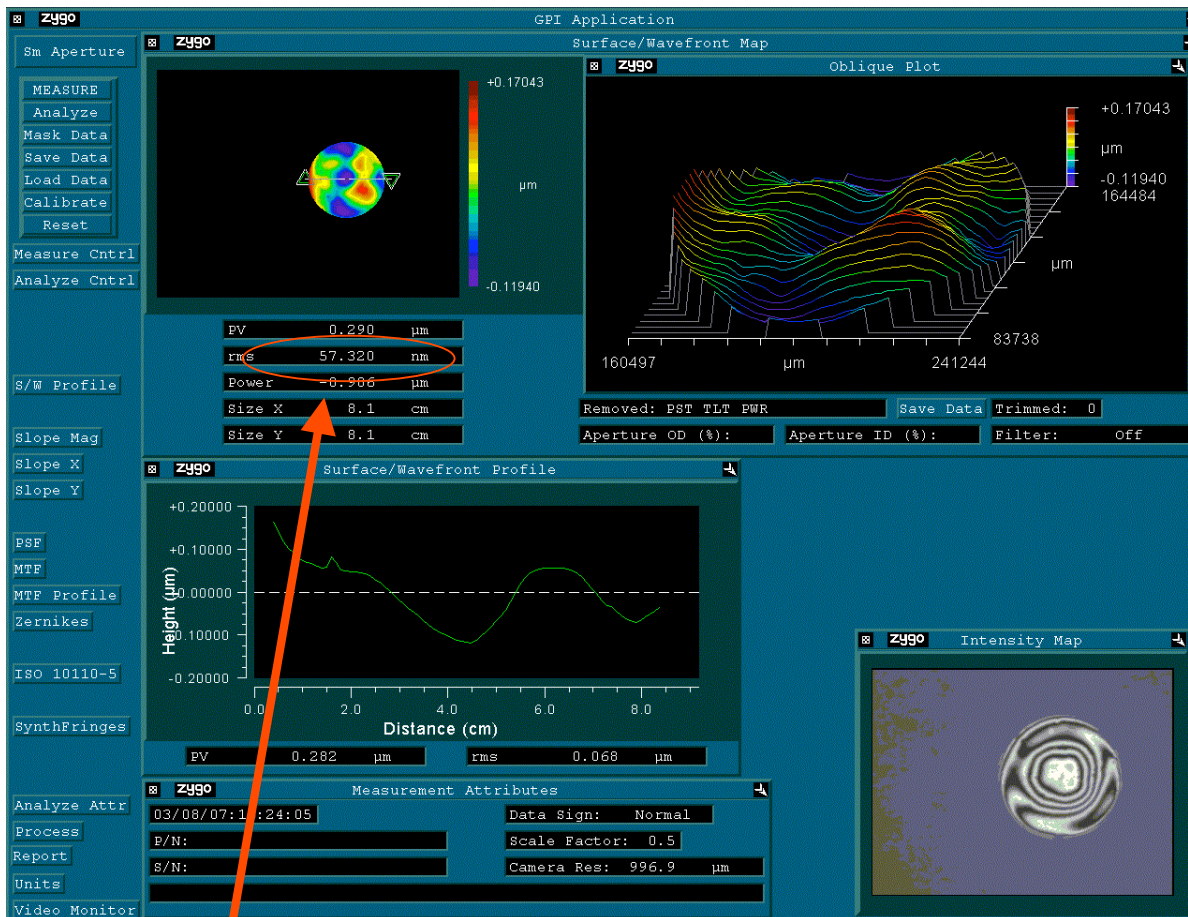 zygo GPI Application
Sm Aperture
MEASURE
Analyze
Mask Data
Save Data
Load Data
Calibrate
Reset
Measure Cntrl
Analyze Cntrl
S/W Profile
Slope Mag
Slope X
Slope Y
PSF
MTF
MTF Profile
Zernikes
ISO 10110-5
SynthFringes
Analyze Attr
Process
Report
Units
Video Monitor
zygo Surface/Wavefront Map
+0.17043
µm
-0.11940
PV 0.290 µm
rms 57.320 nm
Power -0.986 µm
Size X 8.1 cm
Size Y 8.1 cm
zygo Oblique Plot
+0.17043
µm
-0.11940
164484
µm
83738
160497 µm 241244
Removed: PST TLT PWR Save Data Trimmed: 0
Aperture OD (%): Aperture ID (%): Filter: Off
zygo Surface/Wavefront Profile
+0.20000
+0.10000
+0.00000
-0.10000
-0.20000
Height (µm)
0.0 2.0 4.0 6.0 8.0
Distance (cm)
PV 0.282 µm rms 0.068 µm
zygo Measurement Attributes
Data Sign: Normal
P/N: Scale Factor: 0.5
S/N: Camera Res: 996.9 µm
zygo Intensity Map